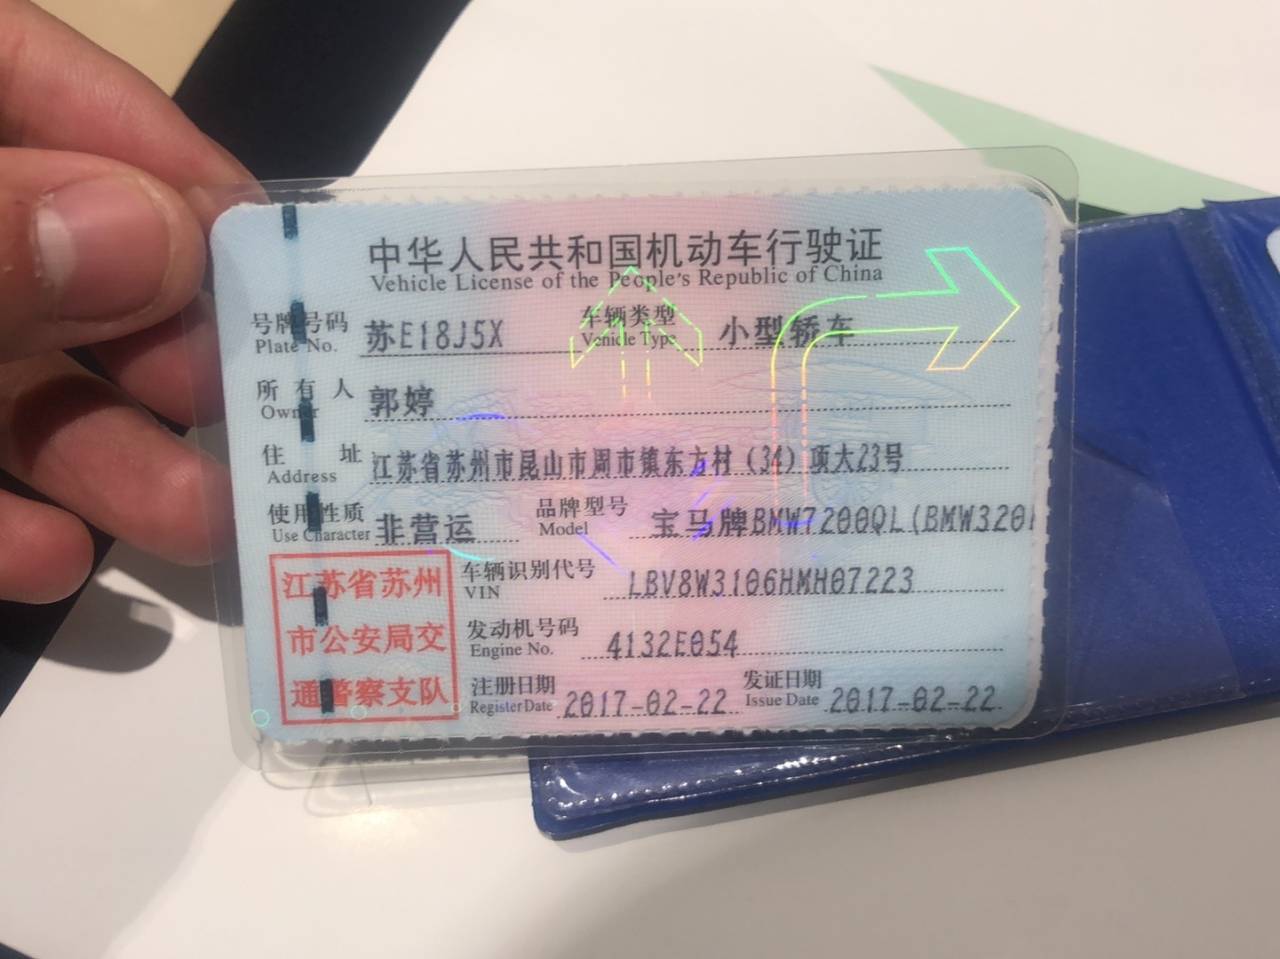 中华人民共和国机动车行驶证
Vehicle License of the People's Republic of China
号牌号码 苏E18J5X 车辆类型 小型轿车
Plate No. Vehicle Type
所有人 郭婷
Owner
住址 江苏省苏州市昆山市周市镇东方村(34)项大23号
Address
使用性质 非营运 品牌型号 宝马牌BMW7200QL(BMW320
Use Character Model
江苏省苏州 车辆识别代号 LBV8W3106HMH07223
VIN
市公安局交 发动机号码 4132E054
Engine No.
通警察支队 注册日期 2017-02-22 发证日期 2017-02-22
Register Date Issue Date